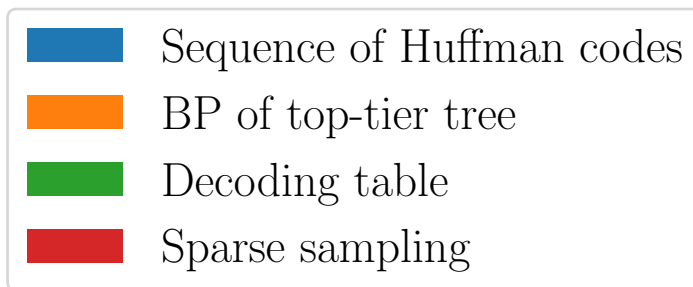 Sequence of Huffman codes
BP of top-tier tree
Decoding table
Sparse sampling